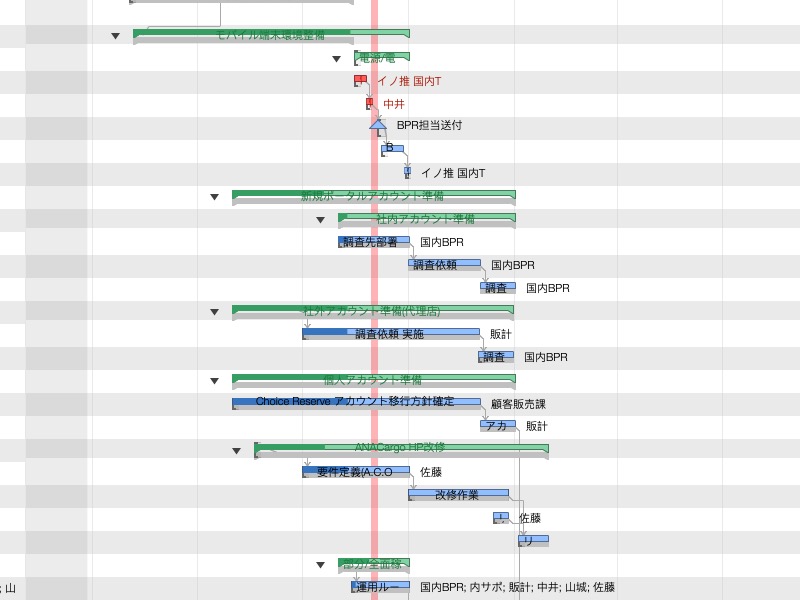 モバイル端末環境整備
電源/電
イノ推 国内T
中井
BPR担当送付
B
イノ推 国内T
新規ポータルアカウント準備
社内アカウント準備
調査先部署 国内BPR
調査依頼 国内BPR
調査 国内BPR
社外アカウント準備(代理店)
調査依頼 実施 販計
調査 国内BPR
個人アカウント準備
Choice Reserve アカウント移行方針確定 顧客販売課
アカ 販計
ANACargo HP改修
要件定義(A.C.O 佐藤
改修作業
佐藤
リ
部分/全面稼
; 山 運用ルー 国内BPR; 内サポ; 販計; 中井; 山城; 佐藤